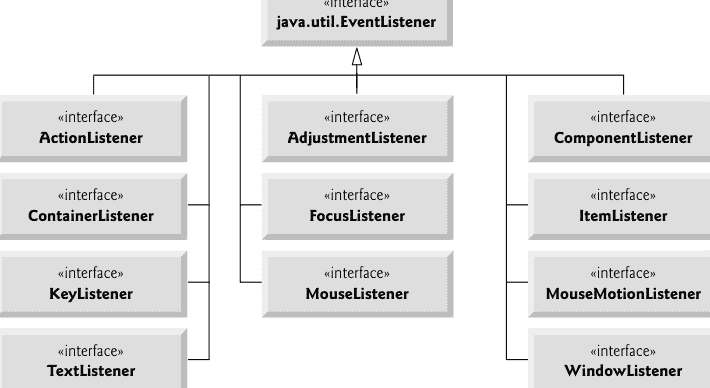 «interface»
java.util.EventListener
«interface»
ActionListener
«interface»
AdjustmentListener
«interface»
ComponentListener
«interface»
ContainerListener
«interface»
FocusListener
«interface»
ItemListener
«interface»
KeyListener
«interface»
MouseListener
«interface»
MouseMotionListener
«interface»
TextListener
«interface»
WindowListener